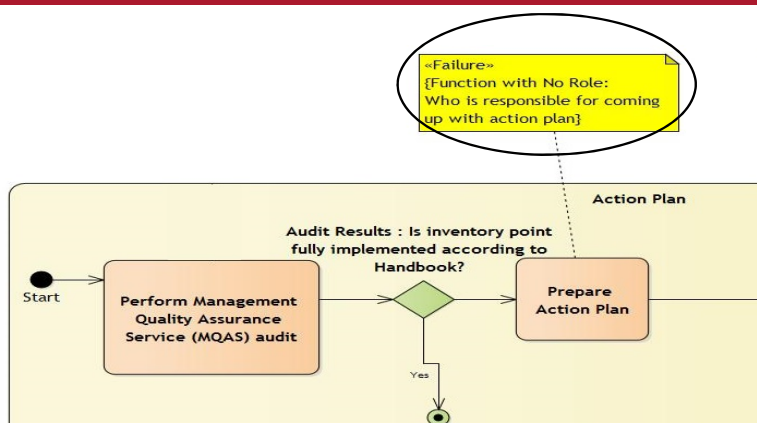 «Failure»
{Function with No Role:
Who is responsible for coming
up with action plan}
Action Plan
Audit Results : Is inventory point
fully implemented according to
Handbook?
Start
Perform Management
Quality Assurance
Service (MQAS) audit
Prepare
Action Plan
Yes